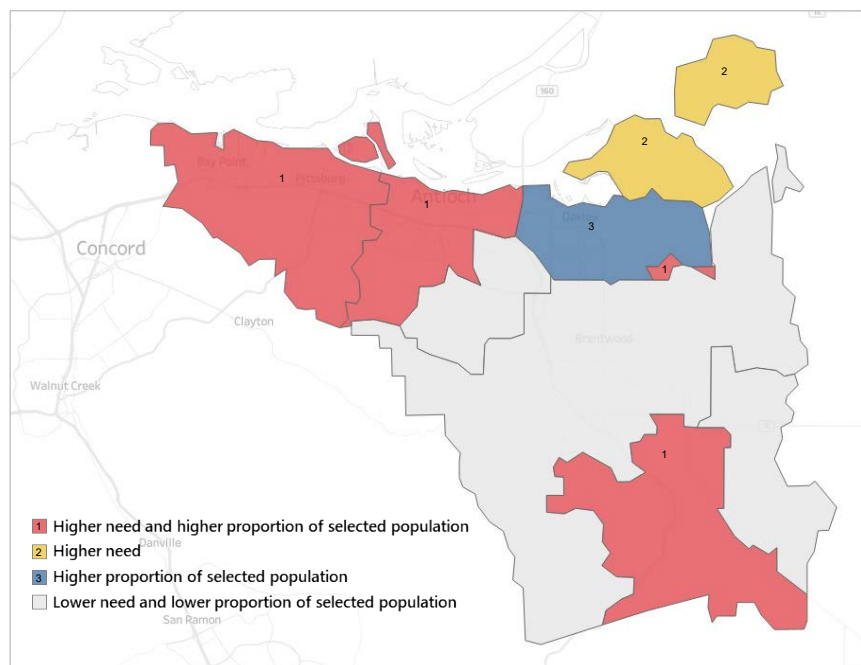 12
2
160
2
Bay Point
1
Pittsburg
1
Antioch
Oakley
3
Concord
1
Clayton
Brentwood
Walnut Creek
1
1 Higher need and higher proportion of selected population
2 Higher need
Danville
3 Higher proportion of selected population
Lower need and lower proportion of selected population
San Ramon